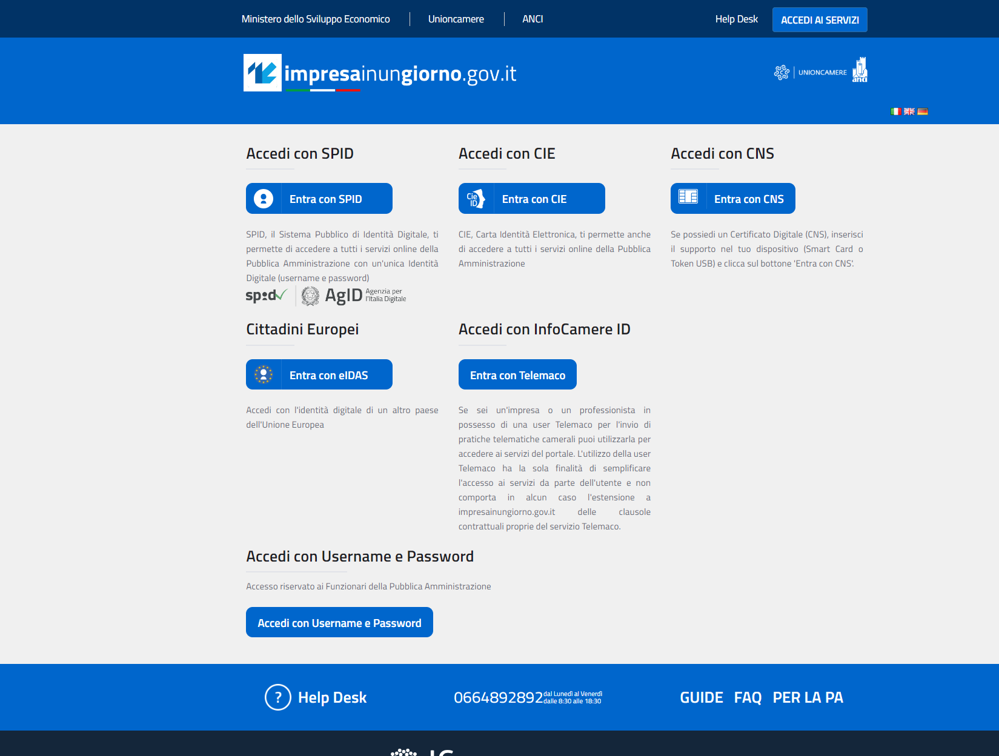 Ministero dello Sviluppo Economico
Unioncamere
ANCI
Help Desk
ACCEDI AI SERVIZI
impresainungiorno.gov.it
UNIONCAMERE
anci
Accedi con SPID
Entra con SPID
SPID, il Sistema Pubblico di Identità Digitale, ti
permette di accedere a tutti i servizi online della
Pubblica Amministrazione con un'unica Identità
Digitale (username e password)
spid
AgID
Agenzia per
l'Italia Digitale
Accedi con CIE
Cie
ID
Entra con CIE
CIE, Carta Identità Elettronica, ti permette anche
di accedere a tutti i servizi online della Pubblica
Amministrazione
Accedi con CNS
Entra con CNS
Se possiedi un Certificato Digitale (CNS), inserisci
il supporto nel tuo dispositivo (Smart Card o
Token USB) e clicca sul bottone 'Entra con CNS'.
Cittadini Europei
Entra con eIDAS
Accedi con l'identità digitale di un altro paese
dell'Unione Europea
Accedi con InfoCamere ID
Entra con Telemaco
Se sei un'impresa o un professionista in
possesso di una user Telemaco per l'invio di
pratiche telematiche camerali puoi utilizzarla per
accedere ai servizi del portale. L'utilizzo della user
Telemaco ha la sola finalità di semplificare
l'accesso ai servizi da parte dell'utente e non
comporta in alcun caso l'estensione a
impresainungiorno.gov.it delle clausole
contrattuali proprie del servizio Telemaco.
Accedi con Username e Password
Accesso riservato ai Funzionari della Pubblica Amministrazione
Accedi con Username e Password
? Help Desk
0664892892
dal Lunedì al Venerdì
dalle 8:30 alle 18:30
GUIDE FAQ PER LA PA